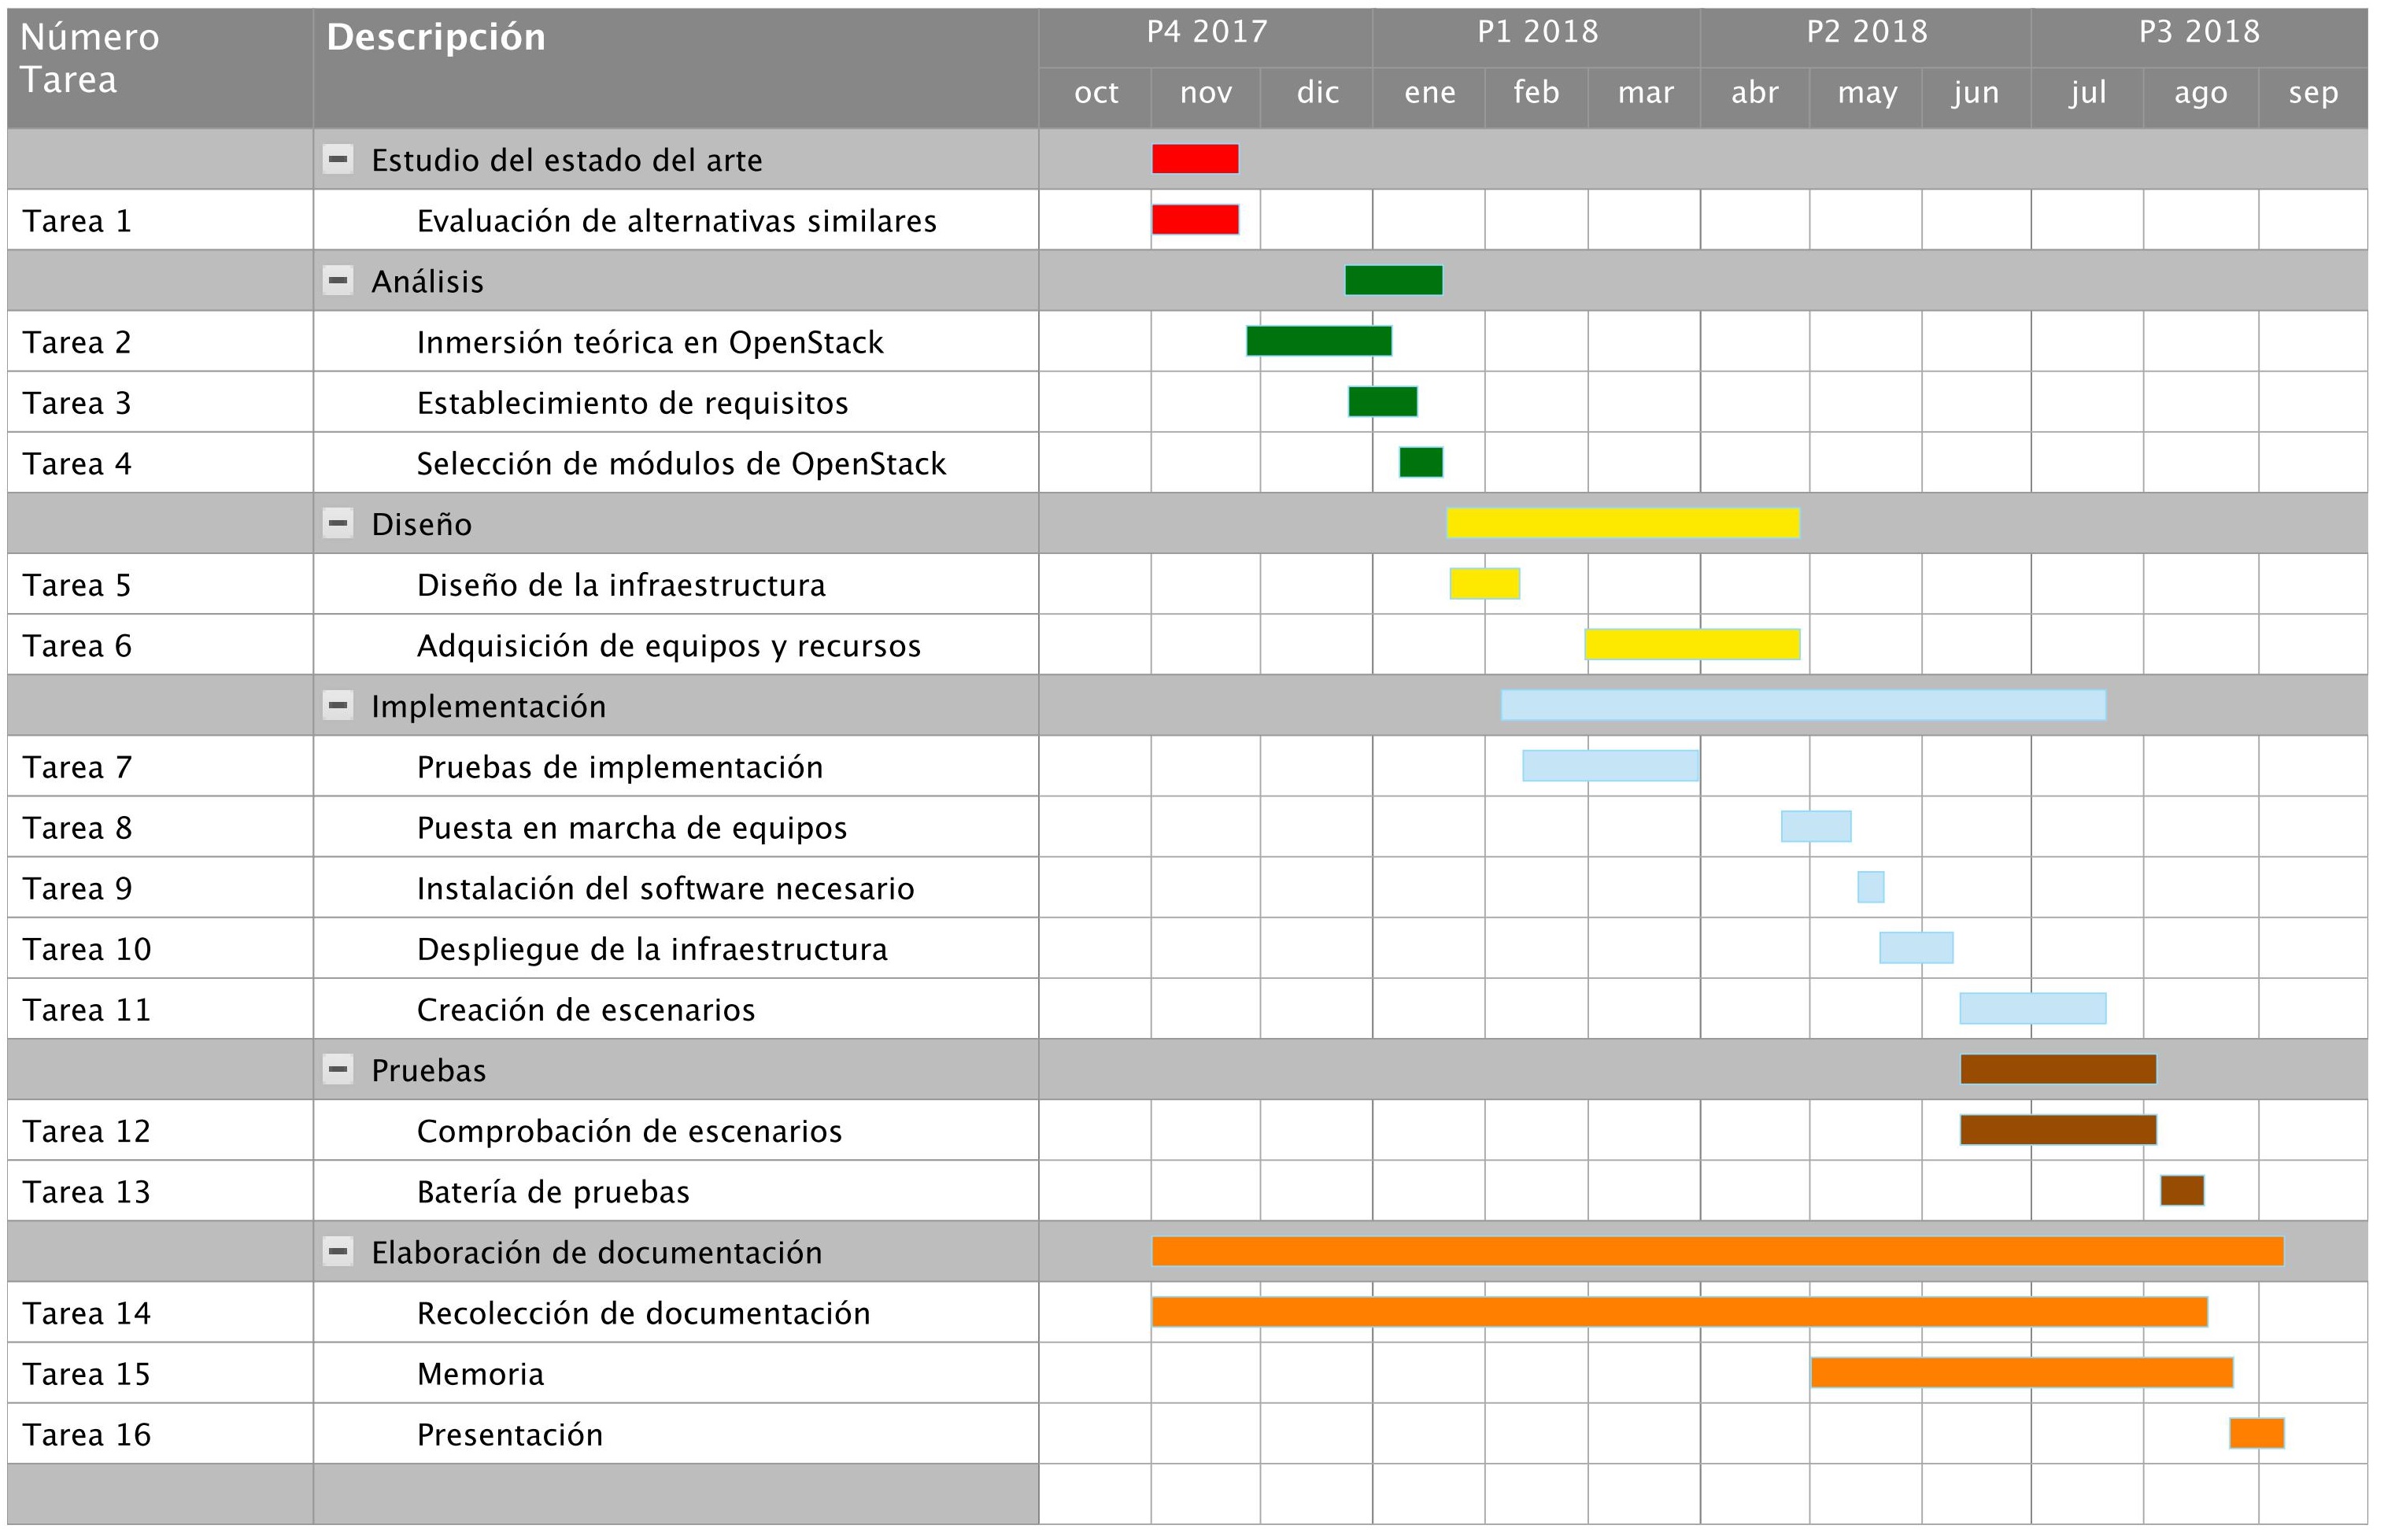 Número
Tarea
Descripción
P4 2017 P1 2018 P2 2018 P3 2018
oct nov dic ene feb mar abr may jun jul ago sep
Estudio del estado del arte
Tarea 1 Evaluación de alternativas similares
Análisis
Tarea 2 Inmersión teórica en OpenStack
Tarea 3 Establecimiento de requisitos
Tarea 4 Selección de módulos de OpenStack
Diseño
Tarea 5 Diseño de la infraestructura
Tarea 6 Adquisición de equipos y recursos
Implementación
Tarea 7 Pruebas de implementación
Tarea 8 Puesta en marcha de equipos
Tarea 9 Instalación del software necesario
Tarea 10 Despliegue de la infraestructura
Tarea 11 Creación de escenarios
Pruebas
Tarea 12 Comprobación de escenarios
Tarea 13 Batería de pruebas
Elaboración de documentación
Tarea 14 Recolección de documentación
Tarea 15 Memoria
Tarea 16 Presentación